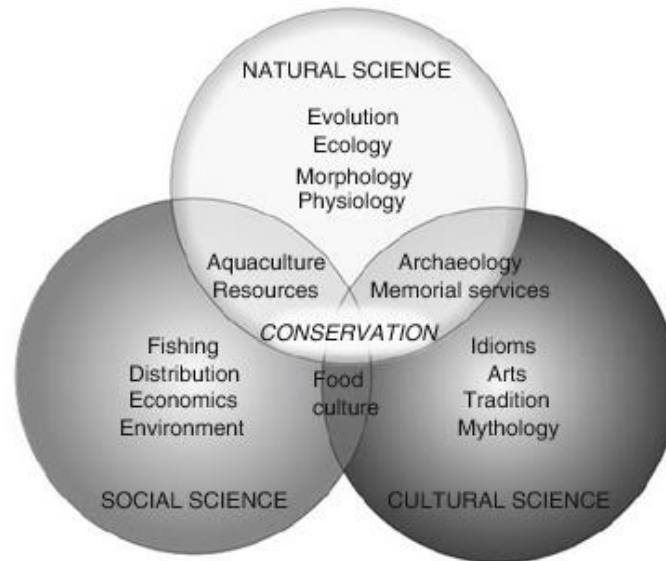 NATURAL SCIENCE
Evolution
Ecology
Morphology
Physiology
Aquaculture
Resources
Archaeology
Memorial services
CONSERVATION
Fishing
Distribution
Economics
Environment
Food
culture
Idioms
Arts
Tradition
Mythology
SOCIAL SCIENCE
CULTURAL SCIENCE